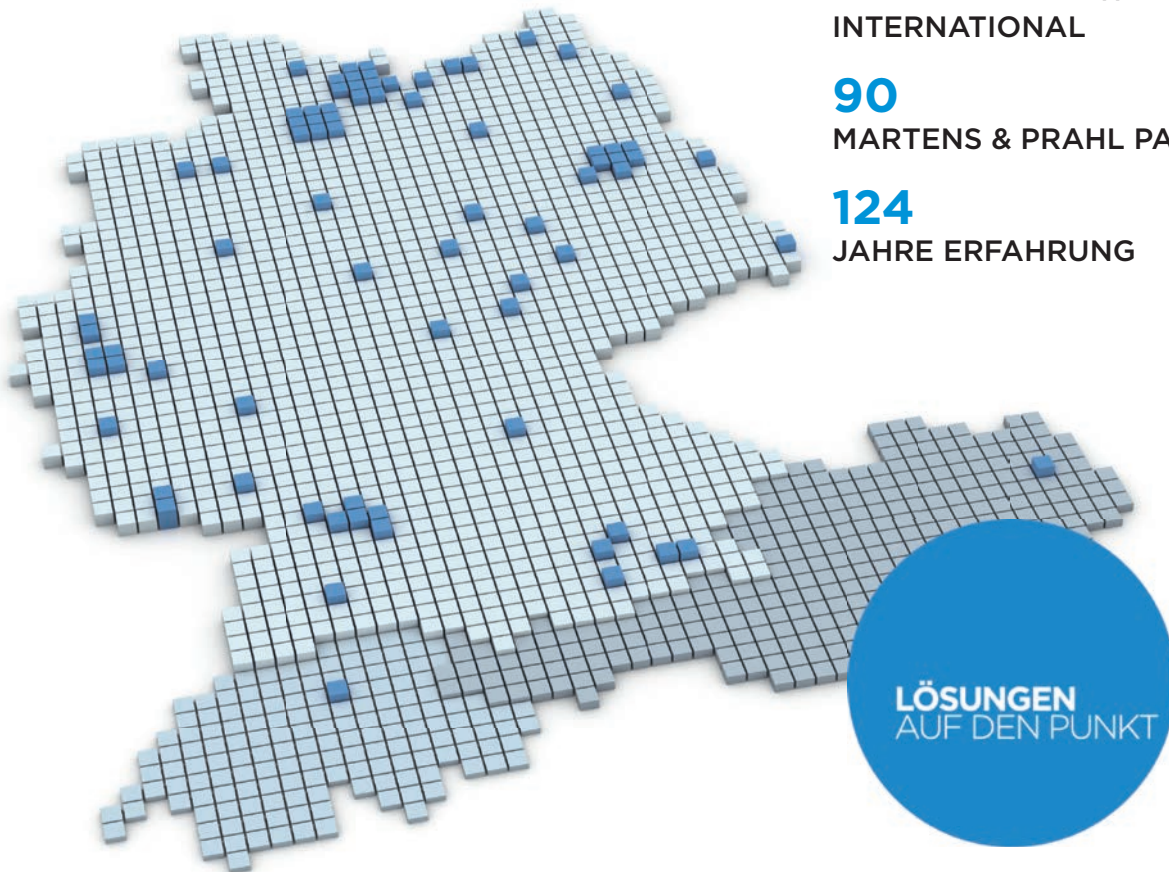 INTERNATIONAL
90
MARTENS & PRAHL PA
124
JAHRE ERFAHRUNG
LÖSUNGEN
AUF DEN PUNKT